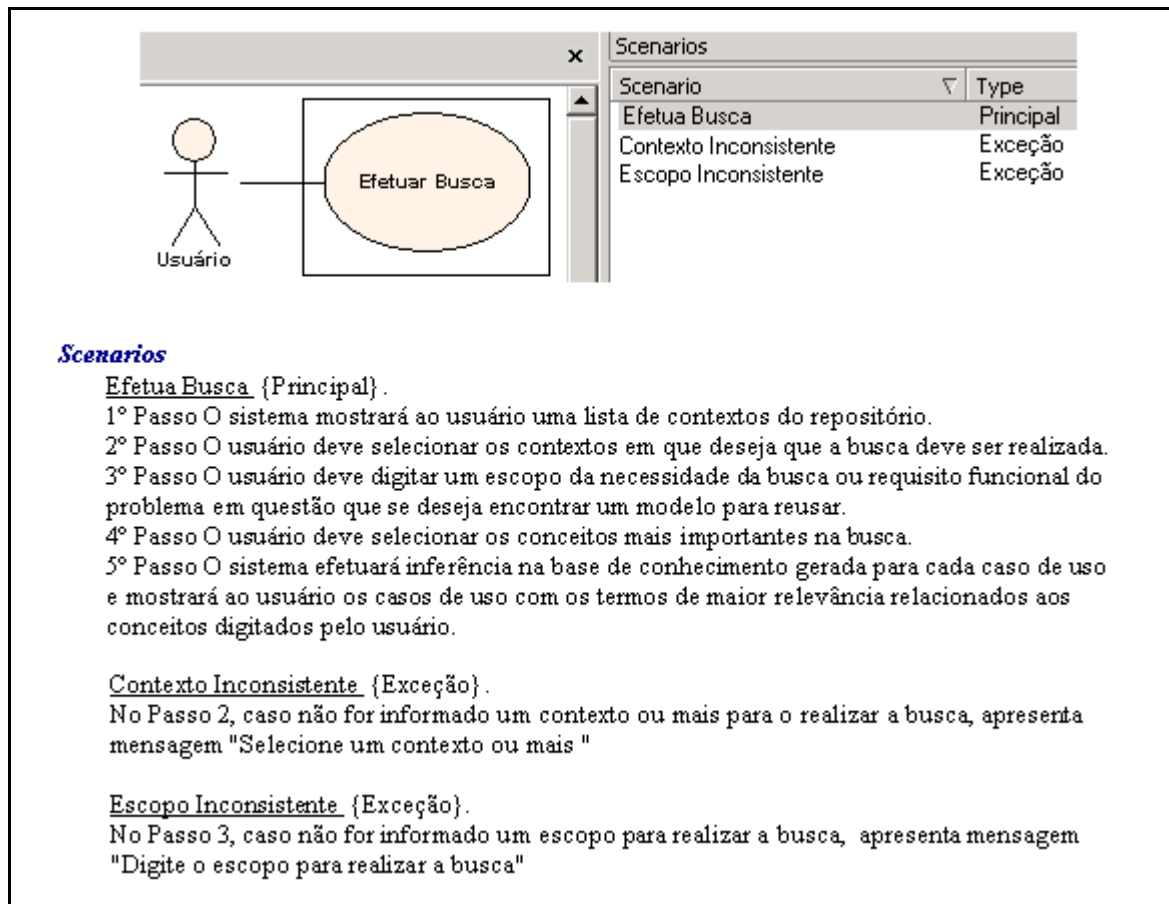 x
Scenarios
Scenario Type
Efetua Busca Principal
Contexto Inconsistente Exceção
Escopo Inconsistente Exceção
Efetuar Busca
Usuário
Scenarios
Efetua Busca {Principal}.
1º Passo O sistema mostrará ao usuário uma lista de contextos do repositório.
2º Passo O usuário deve selecionar os contextos em que deseja que a busca deve ser realizada.
3º Passo O usuário deve digitar um escopo da necessidade da busca ou requisito funcional do
problema em questão que se deseja encontrar um modelo para reusar.
4º Passo O usuário deve selecionar os conceitos mais importantes na busca.
5º Passo O sistema efetuará inferência na base de conhecimento gerada para cada caso de uso
e mostrará ao usuário os casos de uso com os termos de maior relevância relacionados aos
conceitos digitados pelo usuário.
Contexto Inconsistente {Exceção}.
No Passo 2, caso não for informado um contexto ou mais para o realizar a busca, apresenta
mensagem "Selecione um contexto ou mais "
Escopo Inconsistente {Exceção}.
No Passo 3, caso não for informado um escopo para realizar a busca, apresenta mensagem
"Digite o escopo para realizar a busca"